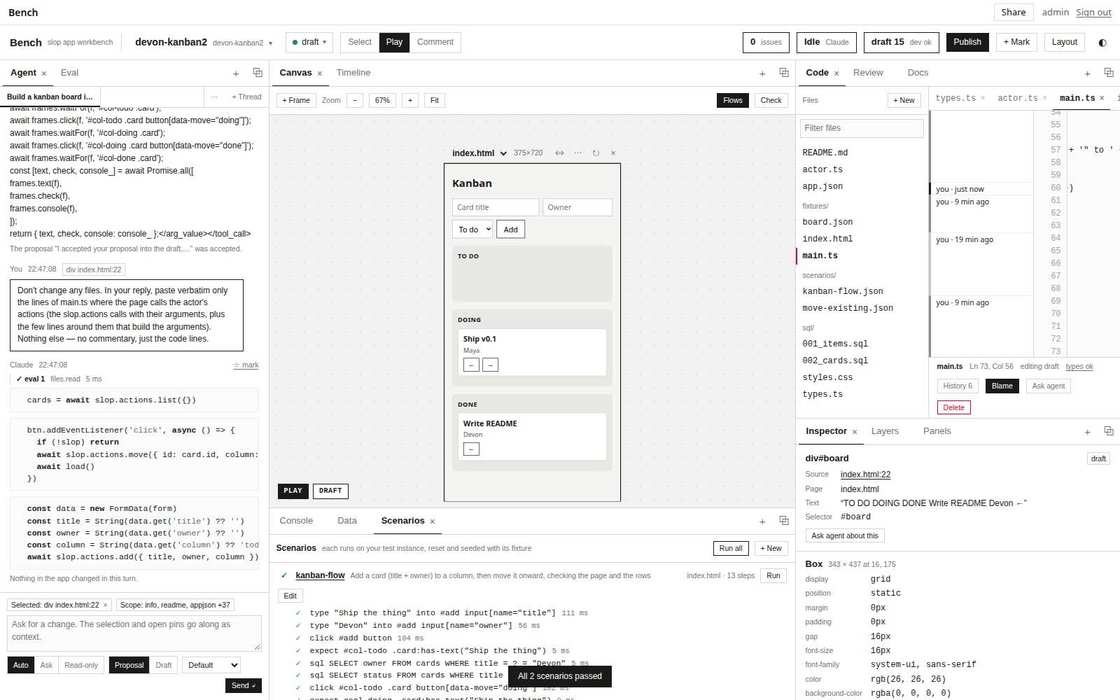 Bench
Share admin Sign out
Bench slop app workbench devon-kanban2 devon-kanban2 ▾ draft ▾ Select Play Comment 0 issues Idle Claude draft 15 dev ok Publish + Mark Layout
Agent × Eval +
Build a kanban board i… ··· + Thread
await frames.click(f, '#col-todo .card button[data-move="doing"]');
await frames.waitFor(f, '#col-doing .card');
await frames.click(f, '#col-doing .card button[data-move="done"]');
await frames.waitFor(f, '#col-done .card');
const [text, check, console_] = await Promise.all([
frames.text(f),
frames.check(f),
frames.console(f),
]);
return { text, check, console: console_ };</arg_value></tool_call>
The proposal "I accepted your proposal into the draft,…" was accepted.
You 22:47:08 div index.html:22
Don't change any files. In your reply, paste verbatim only
the lines of main.ts where the page calls the actor's
actions (the slop.actions calls with their arguments, plus
the few lines around them that build the arguments).
Nothing else — no commentary, just the code lines.
Claude 22:47:08 mark
✓ eval 1 files.read 5 ms
cards = await slop.actions.list({})
btn.addEventListener('click', async () => {
if (!slop) return
await slop.actions.move({ id: card.id, column:
await load()
})
const data = new FormData(form)
const title = String(data.get('title') ?? '')
const owner = String(data.get('owner') ?? '')
const column = String(data.get('column') ?? 'tod
await slop.actions.add({ title, owner, column })
Nothing in the app changed in this turn.
Selected: div index.html:22 × Scope: info, readme, appjson +37
Ask for a change. The selection and open pins go along as
context.
Auto Ask Read-only Proposal Draft Default
Send
Canvas × Timeline +
+ Frame Zoom − 67% + Fit Flows Check
index.html 375×720 ··· ×
Kanban
Card title Owner
To do Add
TO DO
DOING
Ship v0.1
Maya
← →
DONE
Write README
Devon
←
PLAY DRAFT
Console Data Scenarios × +
Scenarios each runs on your test instance, reset and seeded with its fixture Run all + New
✓ kanban-flow Add a card (title + owner) to a column, then move it onward, checking the page and the rows index.html · 13 steps Run
Edit
✓ type "Ship the thing" into #add input[name="title"] 111 ms
✓ type "Devon" into #add input[name="owner"] 56 ms
✓ click #add button 104 ms
✓ expect #col-todo .card:has-text("Ship the thing") 5 ms
✓ sql SELECT owner FROM cards WHERE title = ? = "Devon" 5 ms
✓ sql SELECT status FROM cards WHERE title
✓ click #col-todo .card button[data-move="doing"]
All 2 scenarios passed
Code × Review Docs +
Files + New
Filter files
README.md
actor.ts
app.json
fixtures/
board.json
index.html
main.ts
scenarios/
kanban-flow.json
move-existing.json
sql/
001_items.sql
002_cards.sql
styles.css
types.ts
types.ts × actor.ts × main.ts ×
54
55
56
57 + '" to '
58
59
you · just now 60 )
you · 9 min ago 61
62
63
you · 19 min ago 64
65
66
67
68
you · 9 min ago 69
70
71
72
73
main.ts Ln 73, Col 56 editing draft types ok
History 6 Blame Ask agent
Delete
Inspector × Layers Panels +
div#board draft
Source index.html:22
Page index.html
Text "TO DO DOING DONE Write README Devon ←"
Selector #board
Ask agent about this
Box 343 × 437 at 16, 175
display grid
position static
margin 0px
padding 0px
gap 16px
font-size 16px
font-family system-ui, sans-serif
color rgb(26, 26, 26)
background-color rgba(0, 0, 0, 0)